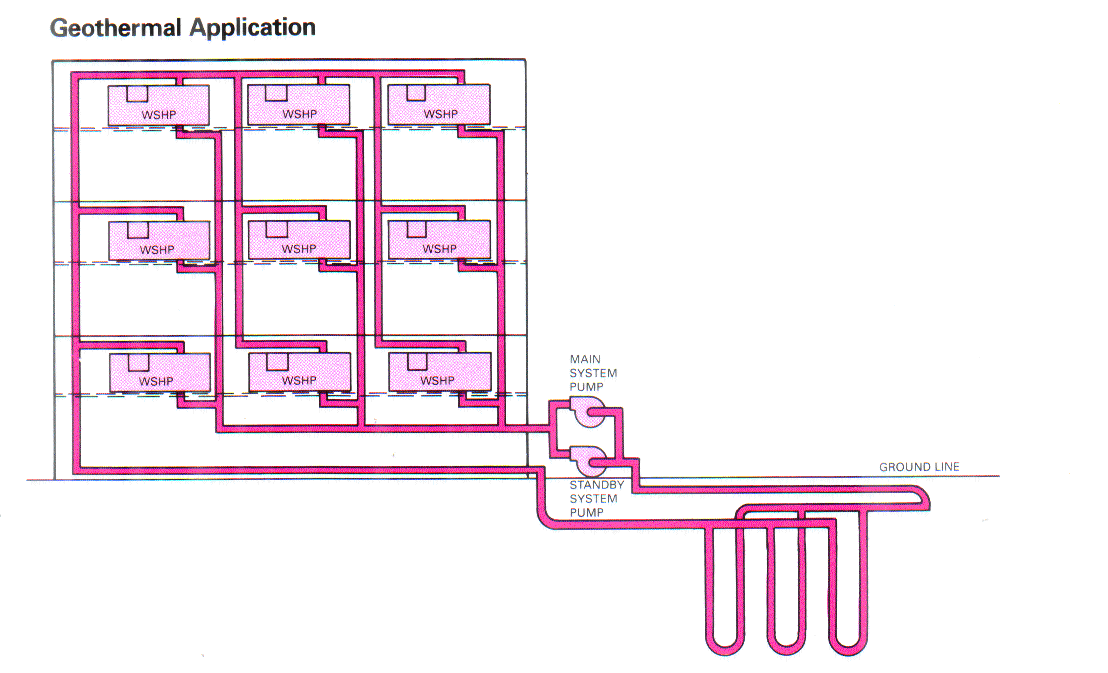 Geothermal Application
WSHP WSHP WSHP
WSHP WSHP WSHP
WSHP WSHP WSHP
MAIN
SYSTEM
PUMP
GROUND LINE
STANDBY
SYSTEM
PUMP